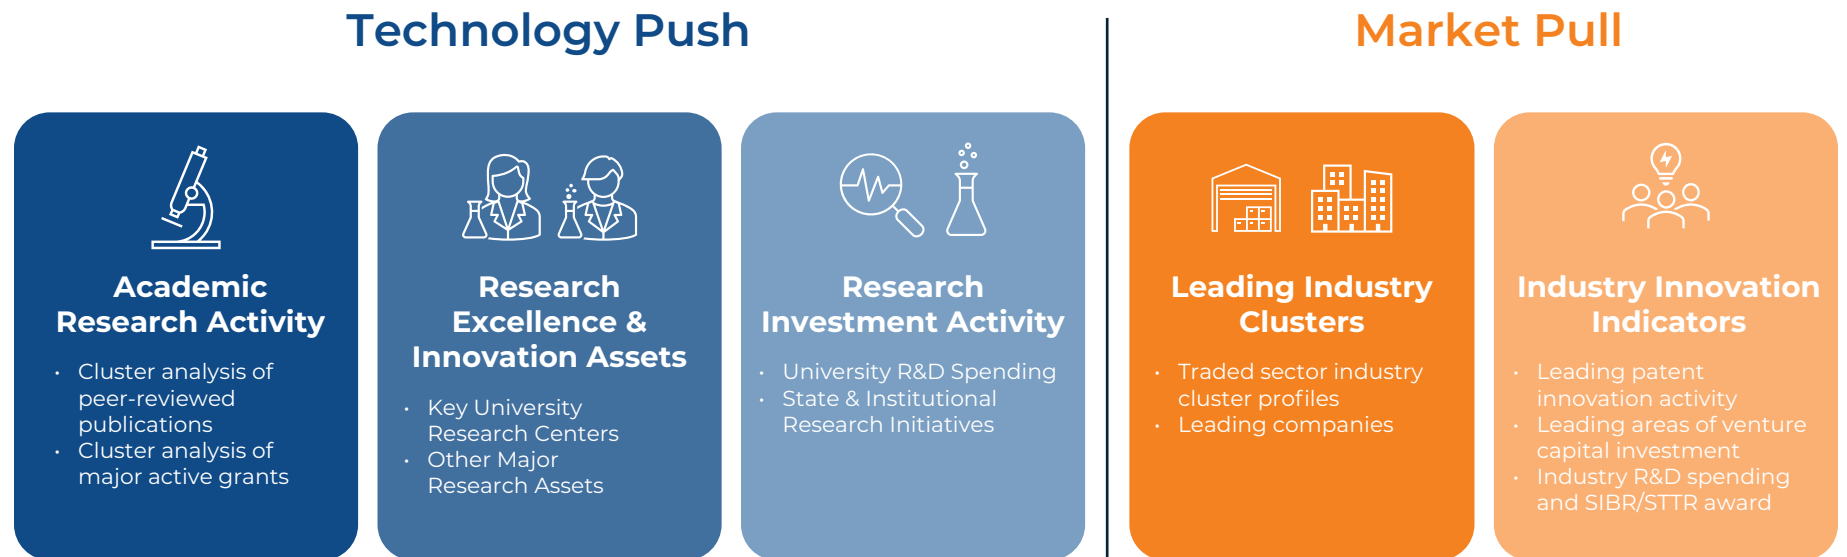 Technology Push
Market Pull
Academic
Research Activity
· Cluster analysis of
peer-reviewed
publications
· Cluster analysis of
major active grants
Research
Excellence &
Innovation Assets
· Key University
Research Centers
· Other Major
Research Assets
Research
Investment Activity
· University R&D Spending
· State & Institutional
Research Initiatives
Leading Industry
Clusters
· Traded sector industry
cluster profiles
· Leading companies
Industry Innovation
Indicators
· Leading patent
innovation activity
· Leading areas of venture
capital investment
· Industry R&D spending
and SIBR/STTR award